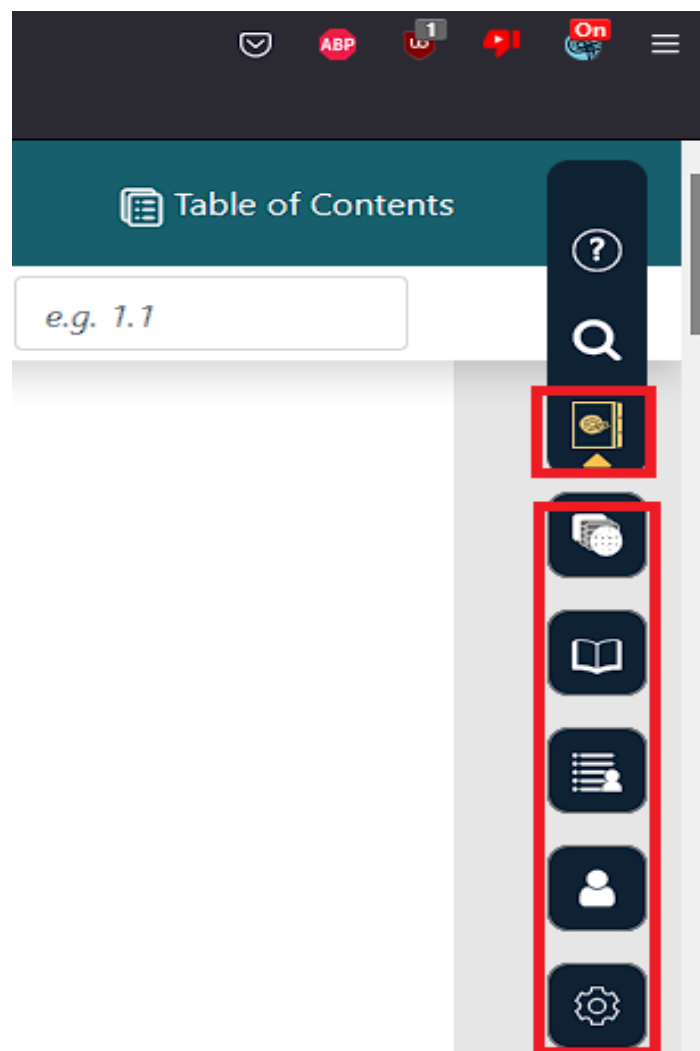 1
On
ABP
Table of Contents
?
e.g. 1.1